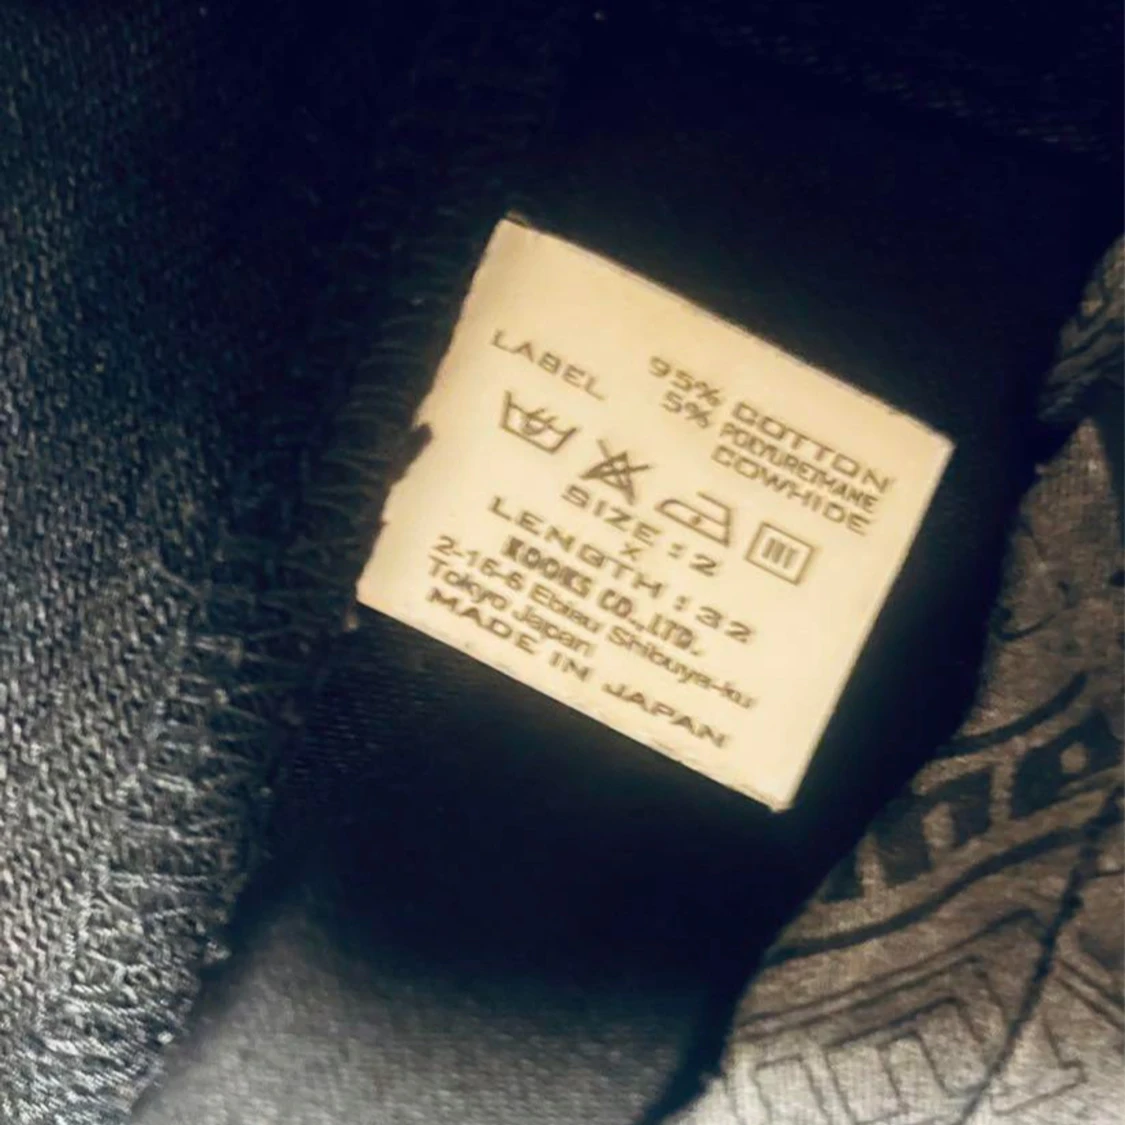 LABEL
95% COTTON
5% POLYURETHANE
COWHIDE
SIZE : 2
X
LENGTH : 32
CO., LTD.
2-16-6 Ebisu Shibuya-ku
Tokyo Japan
MADE IN JAPAN